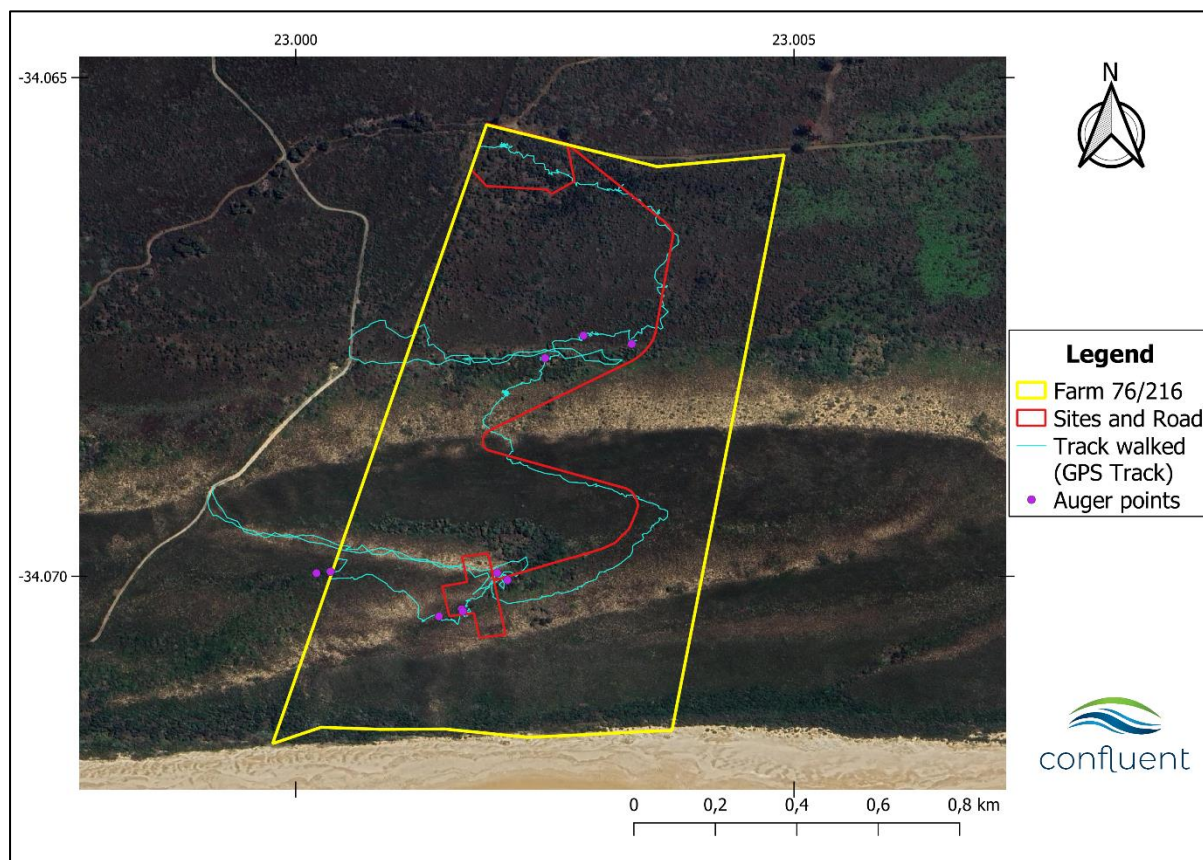 23.000
23.005
-34.065
-34.070
N
Legend
Farm 76/216
Sites and Road
Track walked
(GPS Track)
Auger points
confluent
0 0,2 0,4 0,6 0,8 km